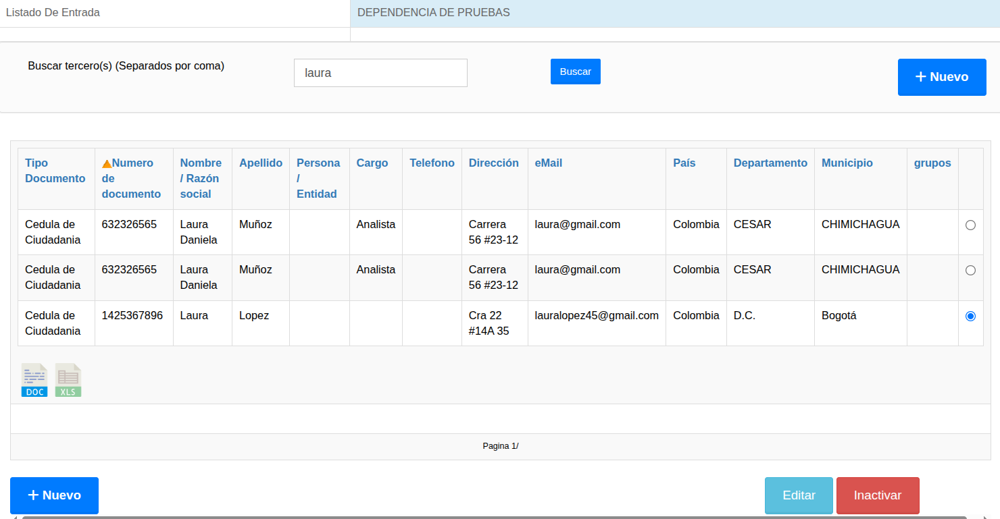 Listado De Entrada DEPENDENCIA DE PRUEBAS
Buscar tercero(s) (Separados por coma) laura Buscar + Nuevo
Tipo Documento Numero de documento Nombre / Razón social Apellido Persona / Entidad Cargo Telefono Dirección eMail País Departamento Municipio grupos
Cedula de Ciudadania 632326565 Laura Daniela Muñoz Analista Carrera 56 #23-12 laura@gmail.com Colombia CESAR CHIMICHAGUA
Cedula de Ciudadania 632326565 Laura Daniela Muñoz Analista Carrera 56 #23-12 laura@gmail.com Colombia CESAR CHIMICHAGUA
Cedula de Ciudadania 1425367896 Laura Lopez Cra 22 #14A 35 lauralopez45@gmail.com Colombia D.C. Bogotá
DOC XLS
Pagina 1/
+ Nuevo Editar Inactivar